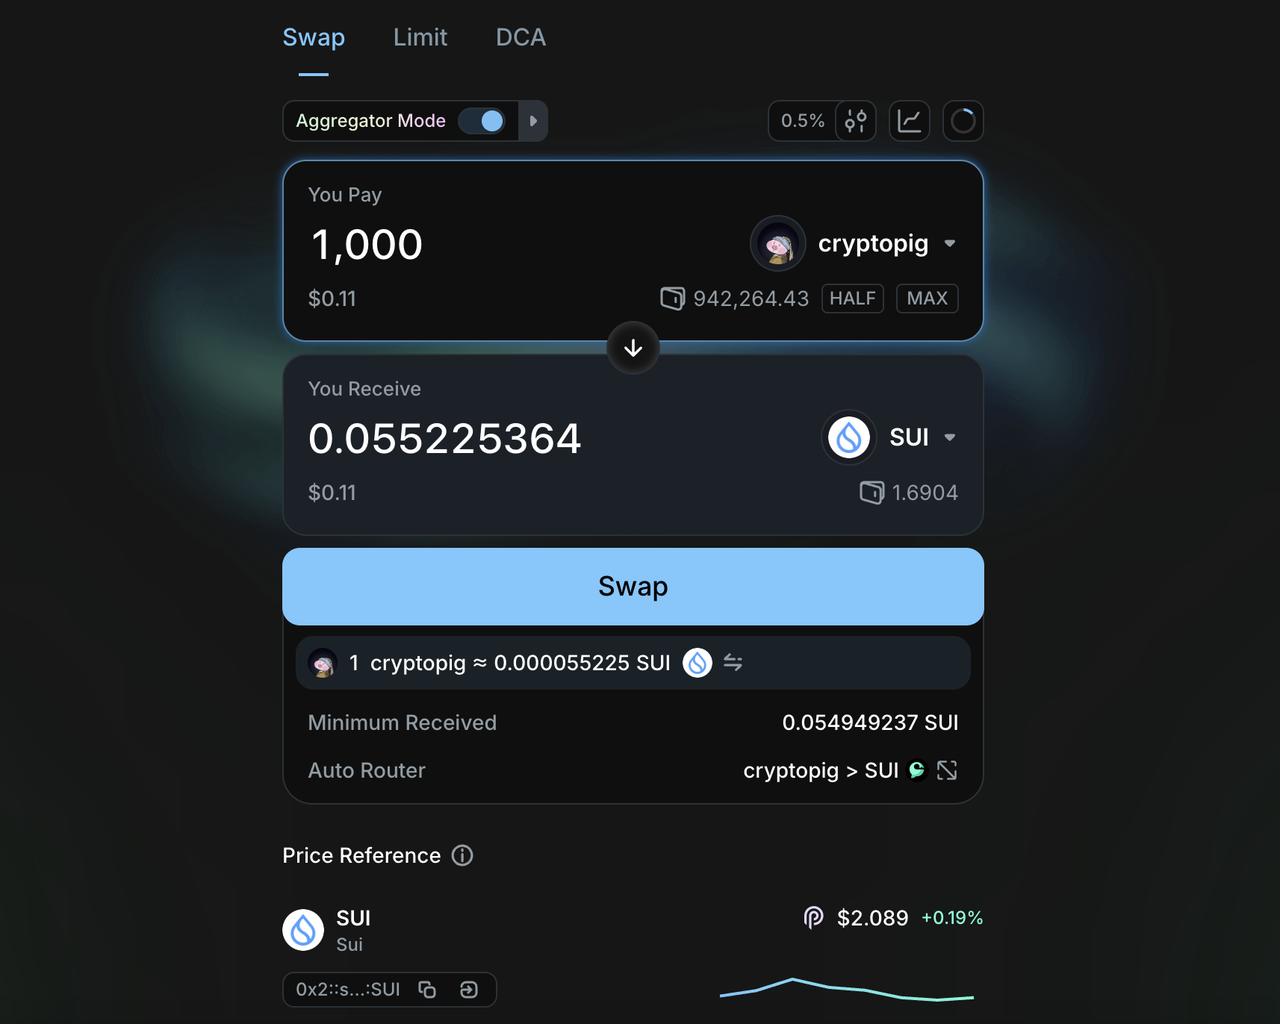 Swap Limit DCA
Aggregator Mode 0.5%
You Pay
1,000 cryptopig
$0.11 942,264.43 HALF MAX
You Receive
0.055225364 SUI
$0.11 1.6904
Swap
1 cryptopig ≈ 0.000055225 SUI
Minimum Received 0.054949237 SUI
Auto Router cryptopig > SUI
Price Reference
SUI $2.089 +0.19%
Sui
0x2::s...:SUI